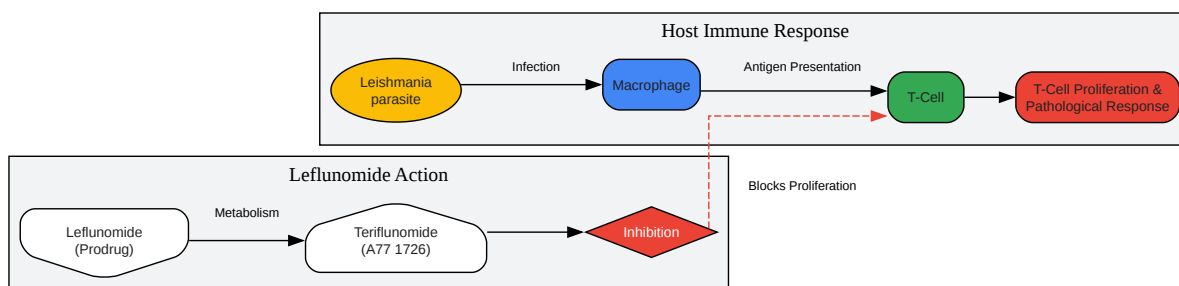 Host Immune Response
Leishmania
parasite
Infection
Macrophage
Antigen Presentation
T-Cell
T-Cell Proliferation &
Pathological Response
Leflunomide Action
Leflunomide
(Prodrug)
Metabolism
Teriflunomide
(A77 1726)
Inhibition
Blocks Proliferation